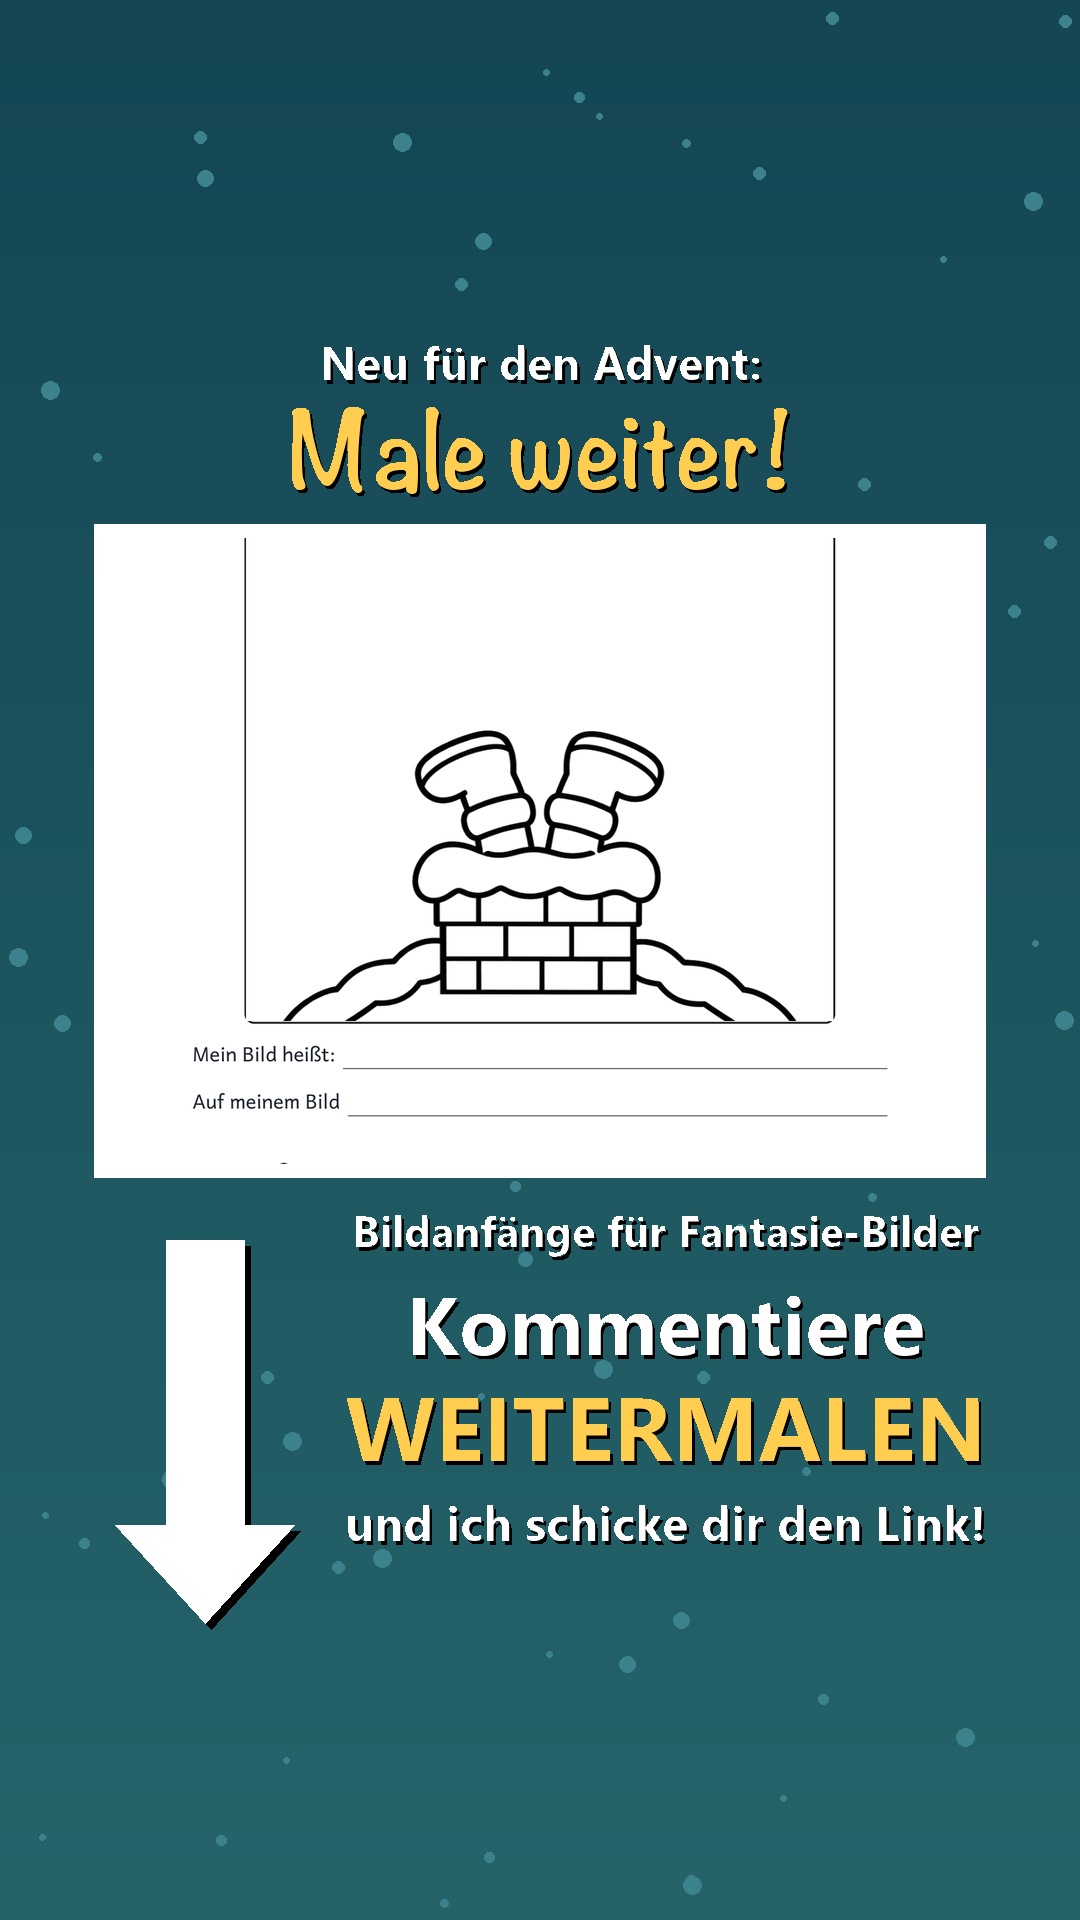 Neu für den Advent:
Male weiter!
Mein Bild heißt:
Auf meinem Bild
Bildanfänge für Fantasie-Bilder
Kommentiere
WEITERMALEN
und ich schicke dir den Link!